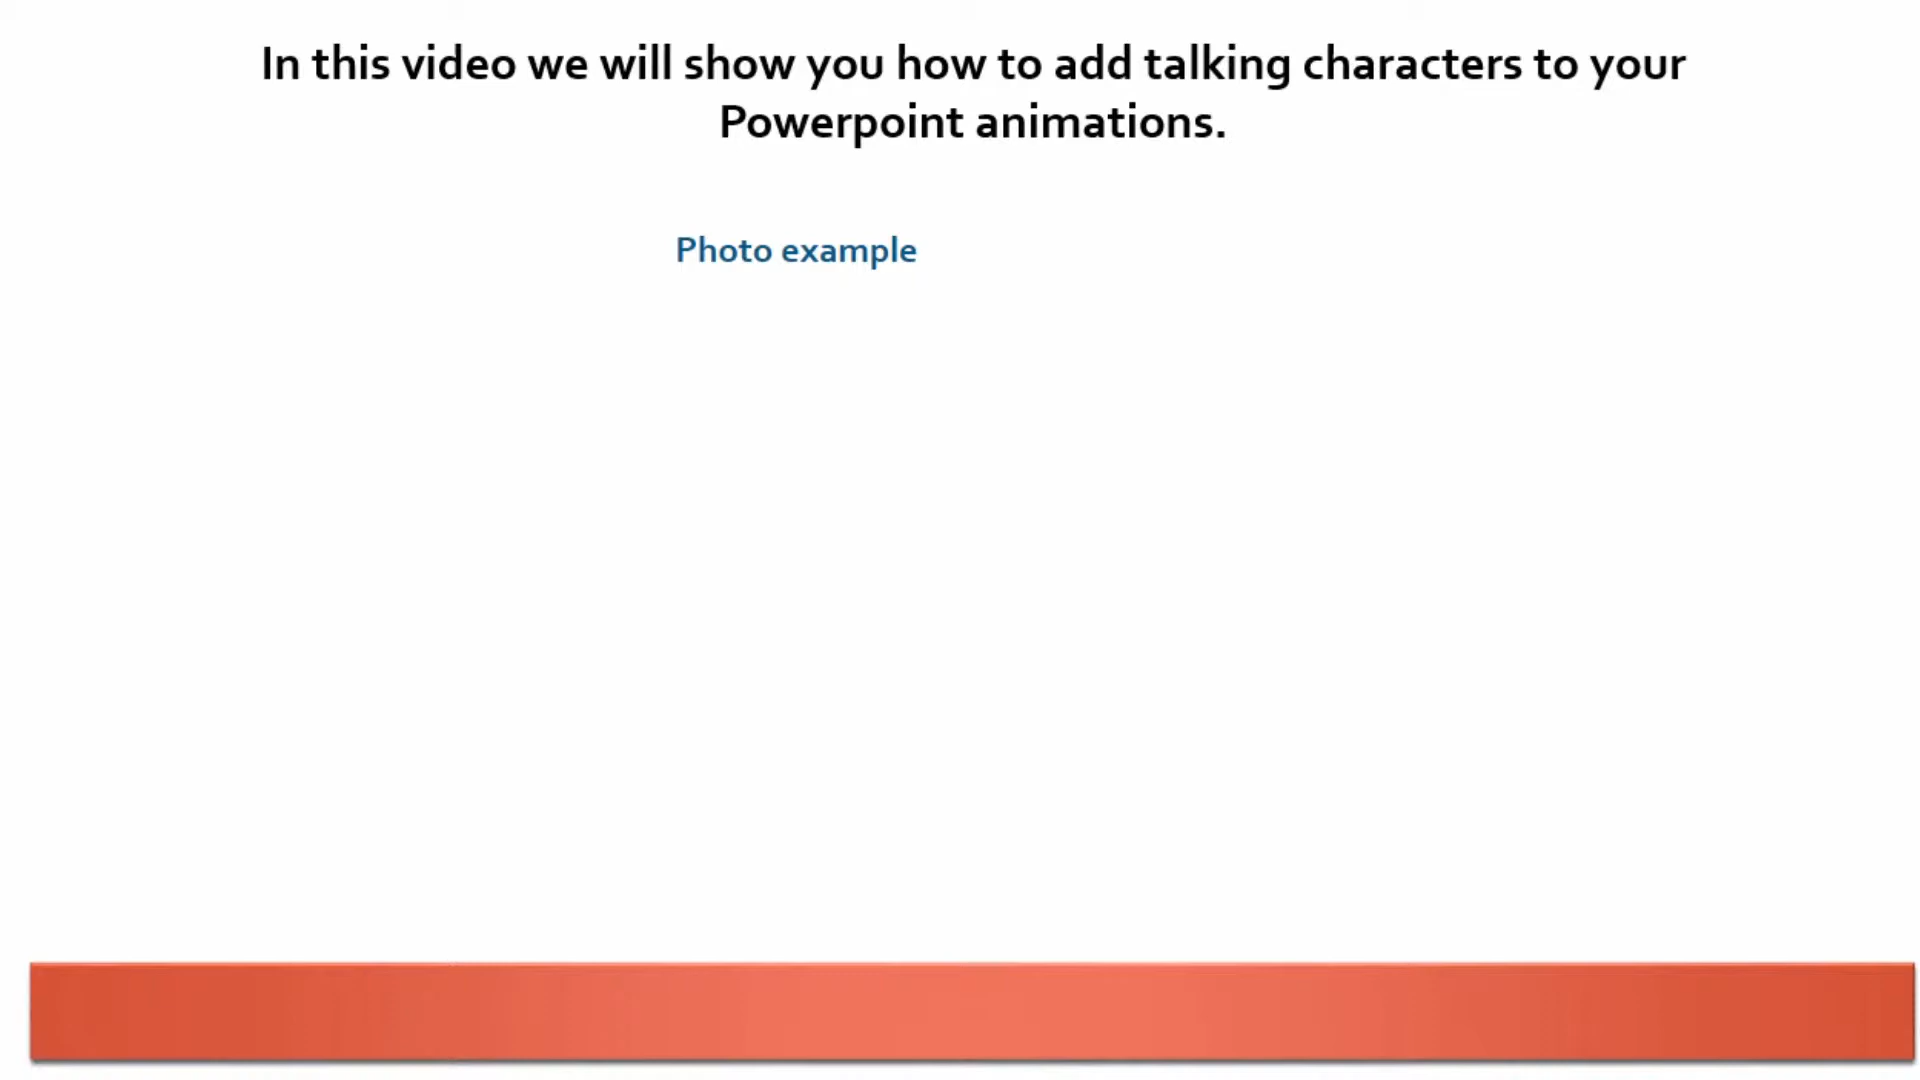 In this video we will show you how to add talking characters to your
Powerpoint animations.
Photo example